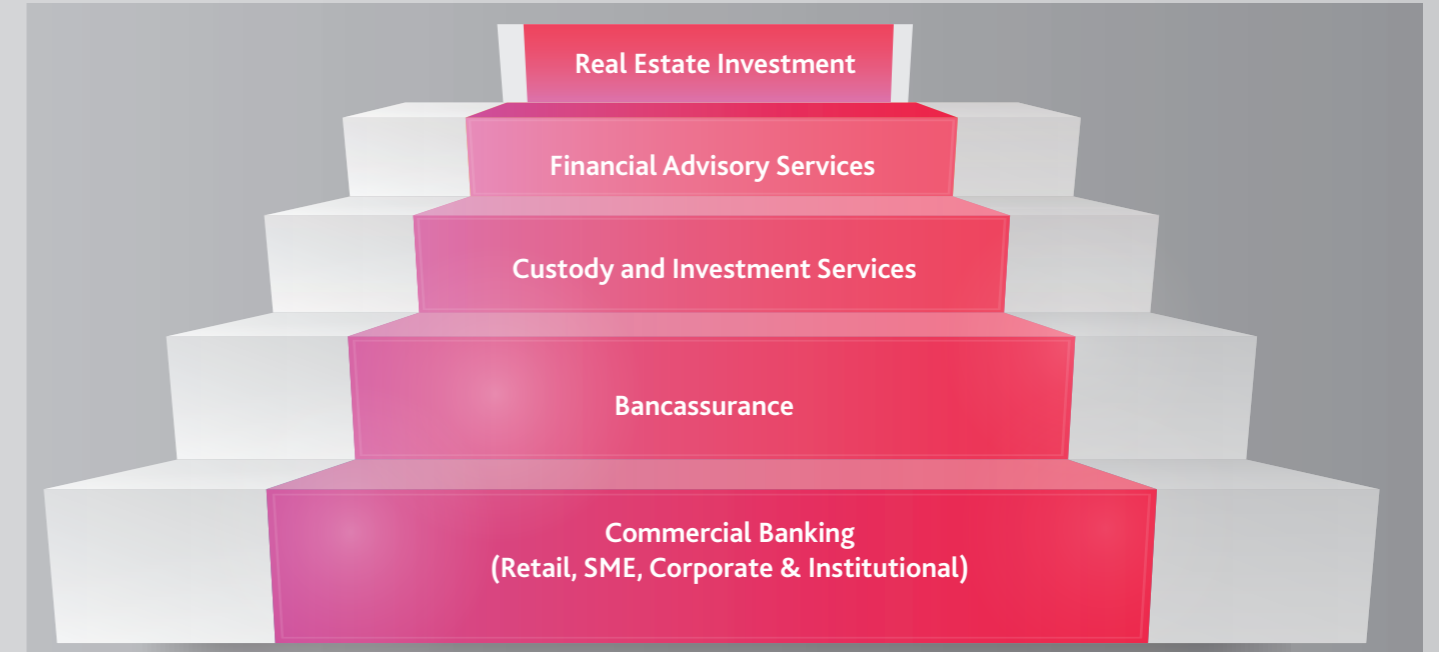 Real Estate Investment
Financial Advisory Services
Custody and Investment Services
Bancassurance
Commercial Banking
(Retail, SME, Corporate & Institutional)